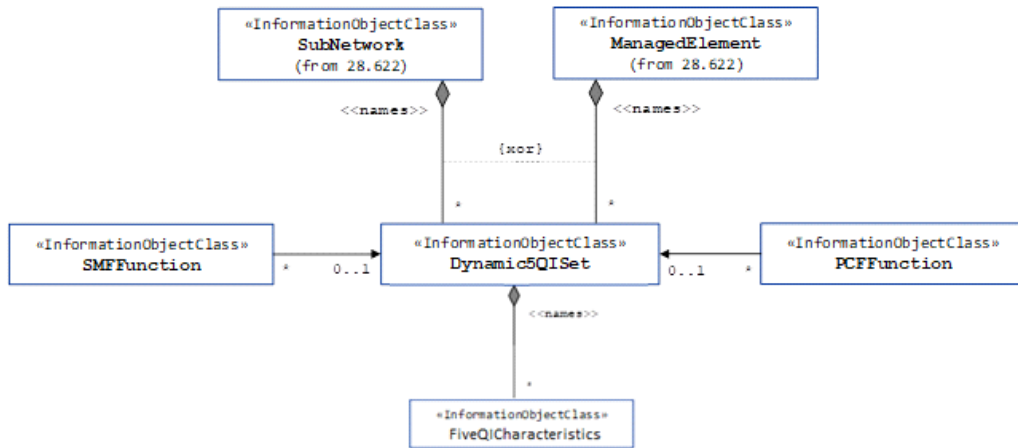 «InformationObjectClass»
SubNetwork
(from 28.622)
«InformationObjectClass»
ManagedElement
(from 28.622)
<<names>>
<<names>>
{xor}
*
*
«InformationObjectClass»
SMFFunction
*
0..1
«InformationObjectClass»
Dynamic5QISet
0..1
*
«InformationObjectClass»
PCFFunction
<<names>>
*
«InformationObjectClass»
FiveQICharacteristics